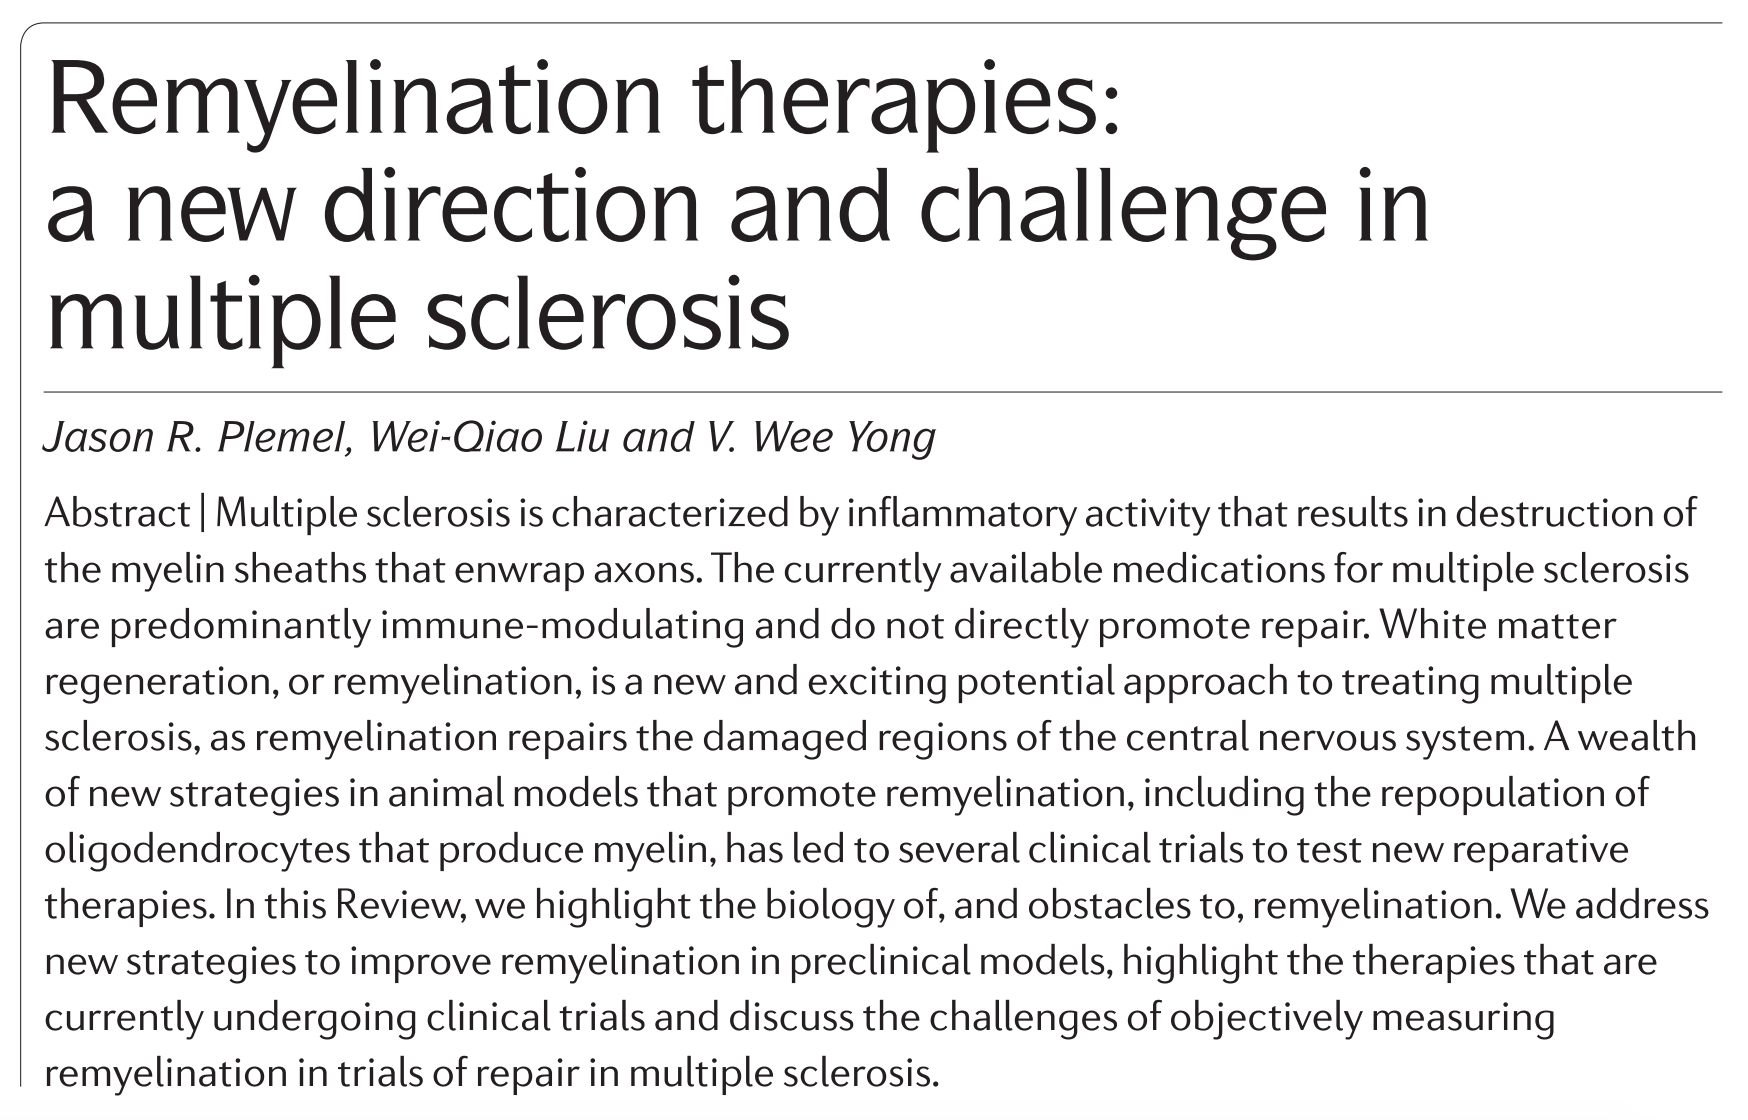 Remyelination therapies:
a new direction and challenge in
multiple sclerosis
Jason R. Plemel, Wei-Qiao Liu and V. Wee Yong
Abstract | Multiple sclerosis is characterized by inflammatory activity that results in destruction of
the myelin sheaths that enwrap axons. The currently available medications for multiple sclerosis
are predominantly immune-modulating and do not directly promote repair. White matter
regeneration, or remyelination, is a new and exciting potential approach to treating multiple
sclerosis, as remyelination repairs the damaged regions of the central nervous system. A wealth
of new strategies in animal models that promote remyelination, including the repopulation of
oligodendrocytes that produce myelin, has led to several clinical trials to test new reparative
therapies. In this Review, we highlight the biology of, and obstacles to, remyelination. We address
new strategies to improve remyelination in preclinical models, highlight the therapies that are
currently undergoing clinical trials and discuss the challenges of objectively measuring
remyelination in trials of repair in multiple sclerosis.